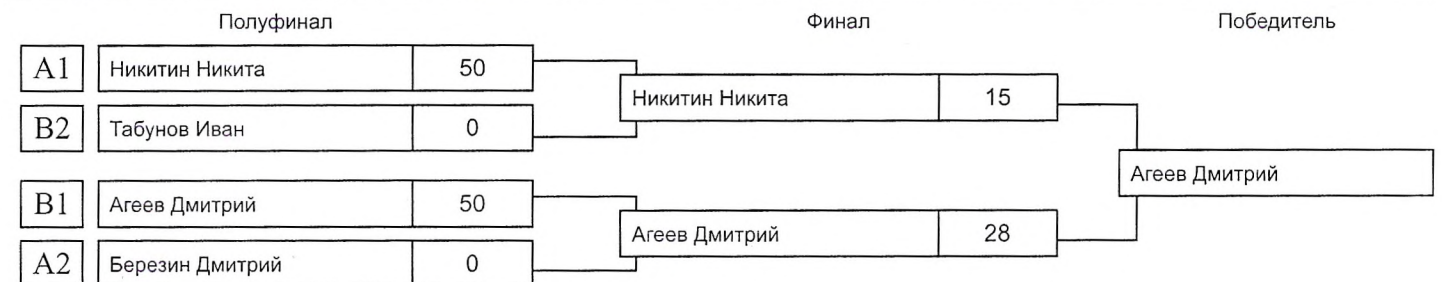 Полуфинал Финал Победитель
A1 Никитин Никита 50
Никитин Никита 15
B2 Табунов Иван 0
Агеев Дмитрий
B1 Агеев Дмитрий 50
Агеев Дмитрий 28
A2 Березин Дмитрий 0